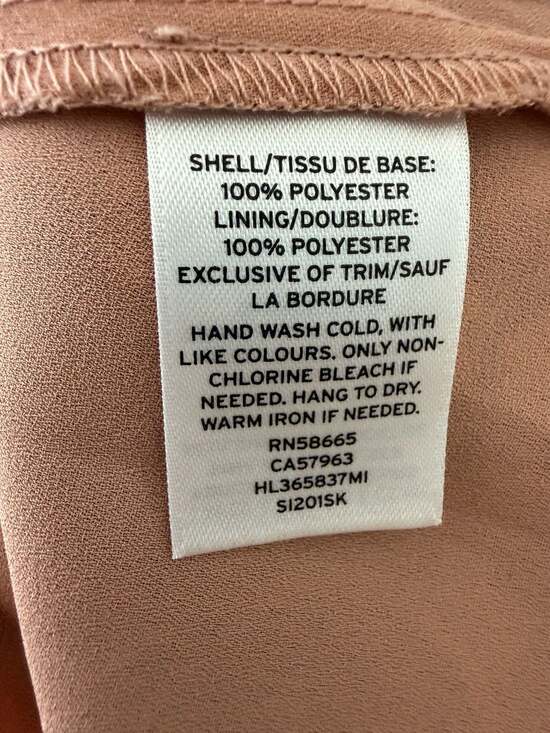 SHELL/TISSU DE BASE:
100% POLYESTER
LINING/DOUBLURE:
100% POLYESTER
EXCLUSIVE OF TRIM/SAUF
LA BORDURE
HAND WASH COLD, WITH
LIKE COLOURS. ONLY NON-
CHLORINE BLEACH IF
NEEDED. HANG TO DRY.
WARM IRON IF NEEDED.
RN58665
CA57963
HL365837MI
SI201SK